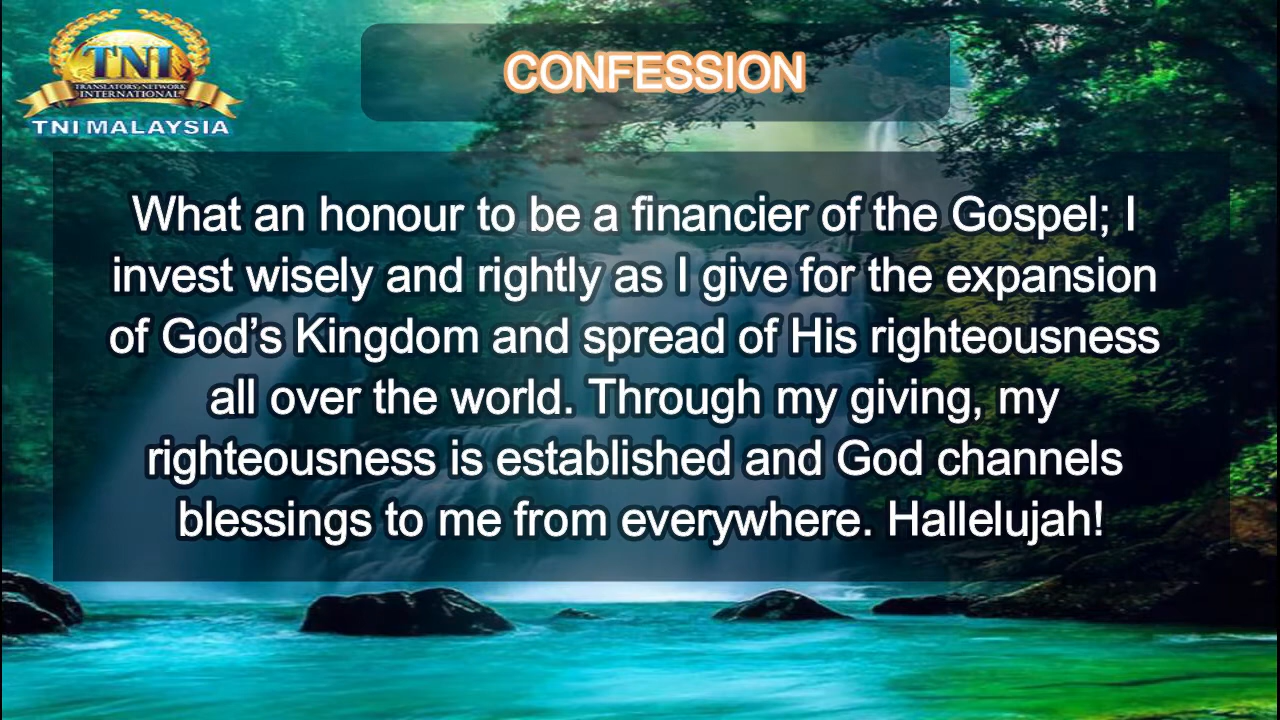 TNI
TRANSLATORS NETWORK
INTERNATIONAL
TNI MALAYSIA
CONFESSION
What an honour to be a financier of the Gospel; I
invest wisely and rightly as I give for the expansion
of God’s Kingdom and spread of His righteousness
all over the world. Through my giving, my
righteousness is established and God channels
blessings to me from everywhere. Hallelujah!